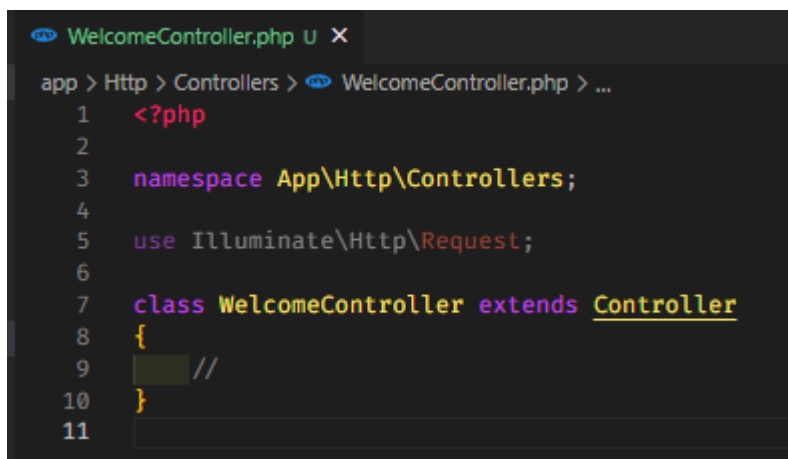 WelcomeController.php U X
app > Http > Controllers > WelcomeController.php > ...
1 <?php
2
3 namespace App\Http\Controllers;
4
5 use Illuminate\Http\Request;
6
7 class WelcomeController extends Controller
8 {
9     //
10 }
11